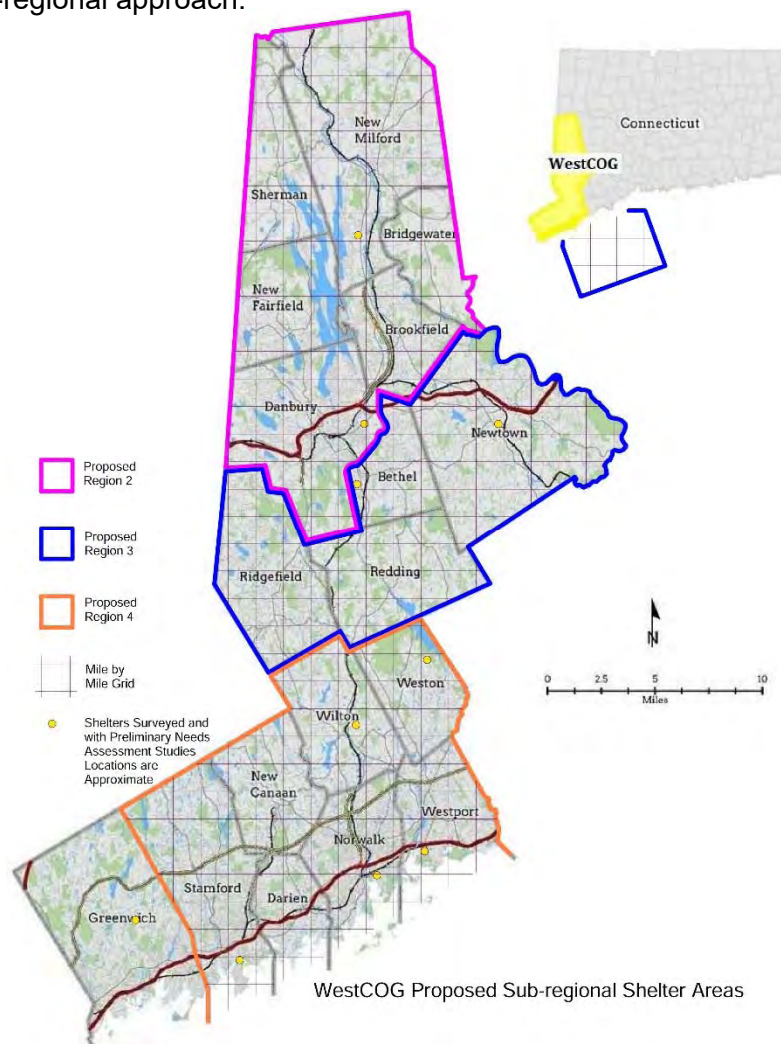 -regional approach.
New
Milford
Connecticut
WestCOG
Sherman
Bridgewater
New
Fairfield
Brookfield
Danbury
Newtown
Bethel
Proposed
Region 2
Proposed
Region 3
Ridgefield
Redding
Proposed
Region 4
N
Mile by
Mile Grid
0 2.5 5 10
Miles
Weston
Shelters Surveyed and
with Preliminary Needs
Assessment Studies
Locations are
Approximate
Wilton
New
Canaan
Westport
Norwalk
Stamford
Darien
Greenwich
WestCOG Proposed Sub-regional Shelter Areas